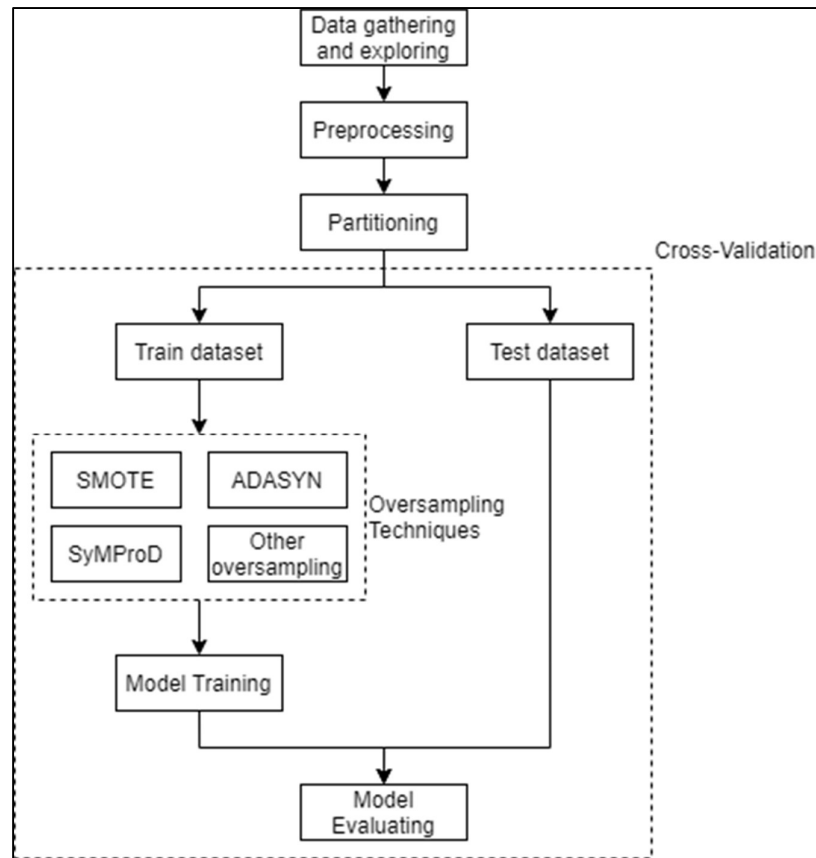 Data gathering
and exploring
Preprocessing
Partitioning
Cross-Validation
Train dataset
Test dataset
SMOTE
ADASYN
SyMProD
Other
oversampling
Oversampling
Techniques
Model Training
Model
Evaluating